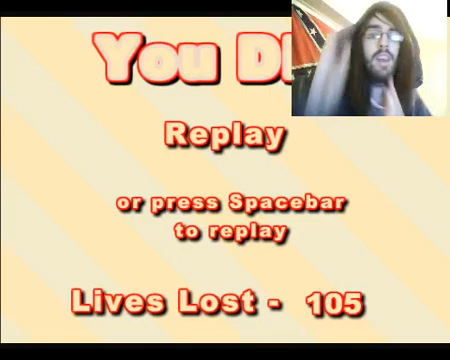 You
Replay
or press Spacebar
to replay
Lives Lost - 105